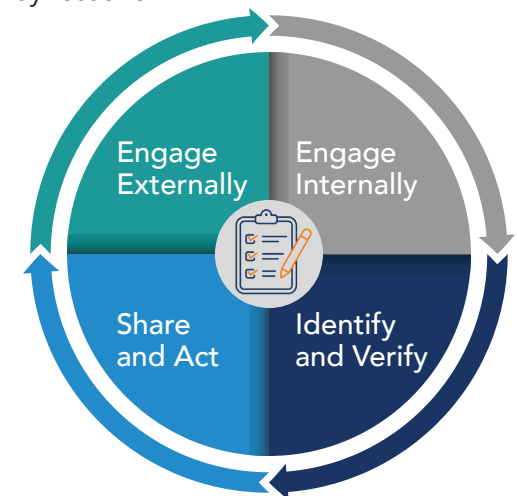 Engage
Externally
Engage
Internally
Share
and Act
Identify
and Verify